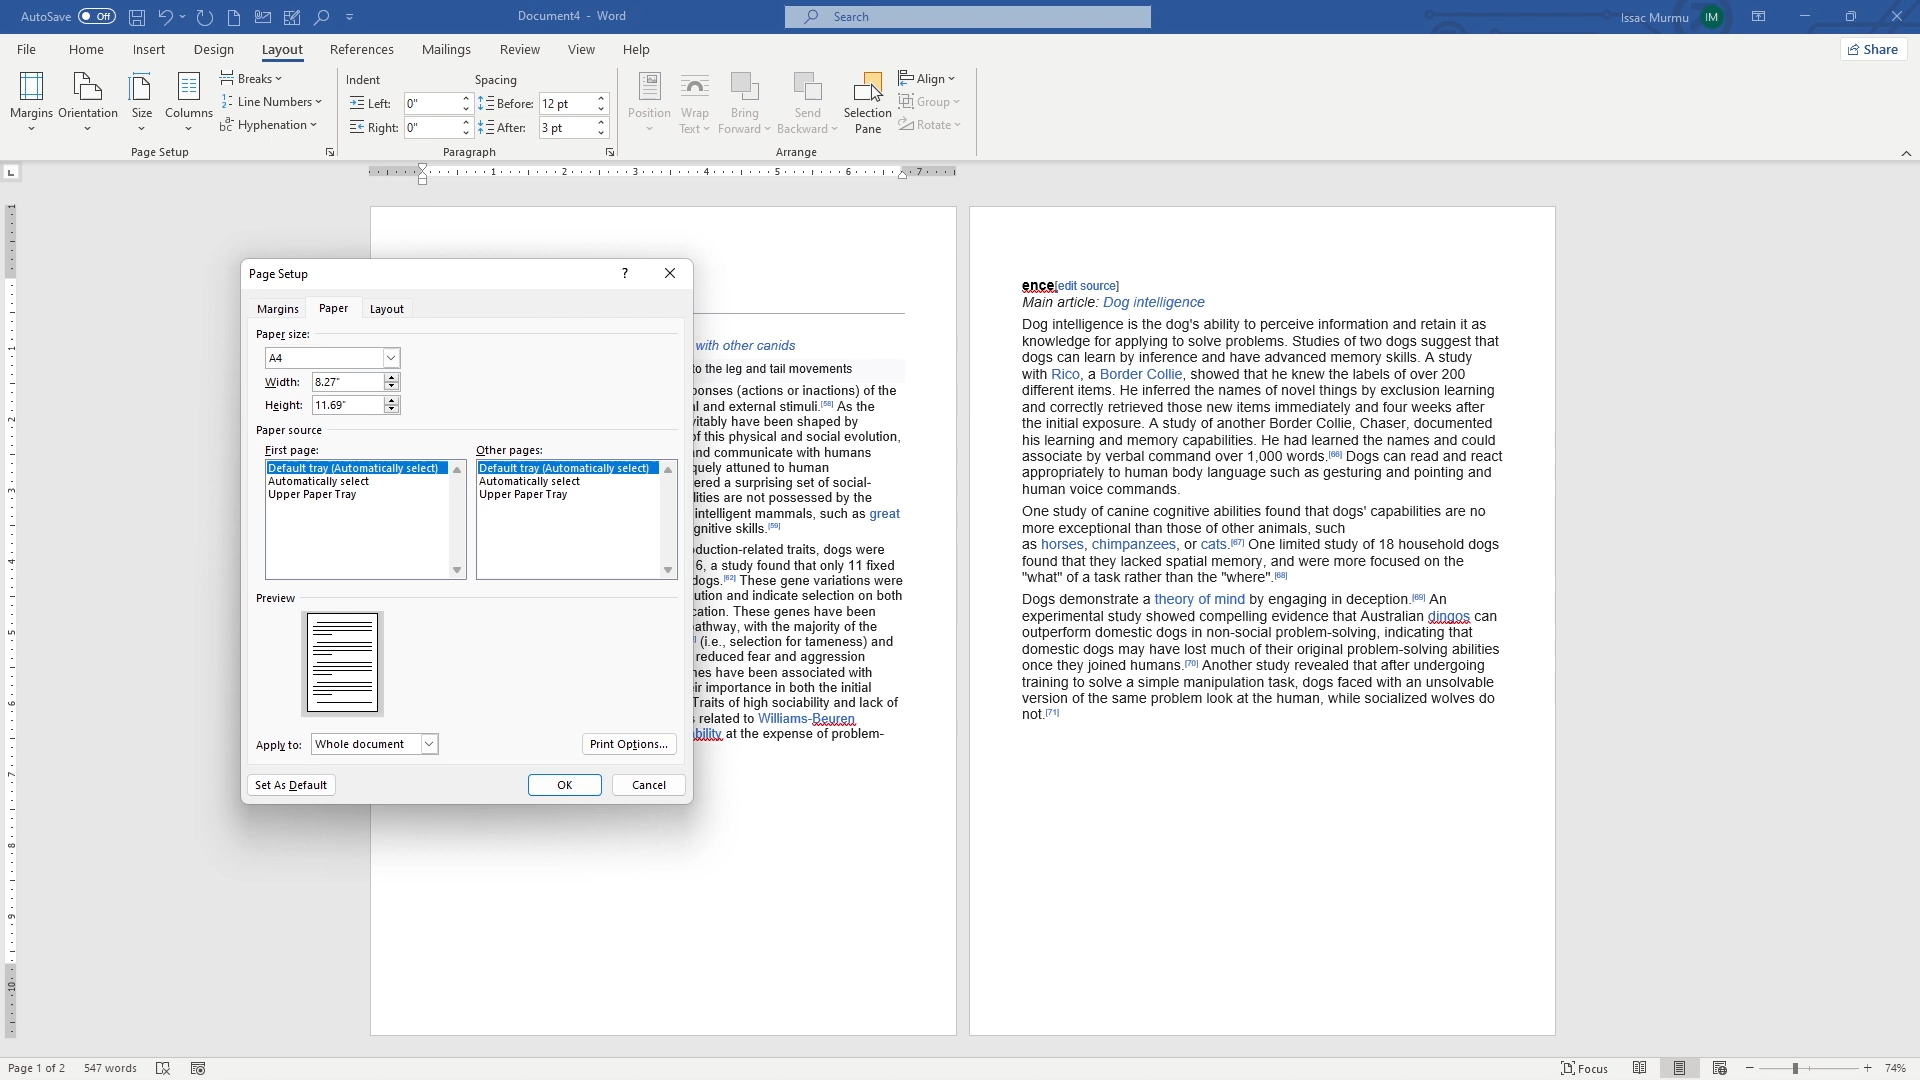 AutoSave Off
Document4 - Word
Search
Issac Murmu IM
File Home Insert Design Layout References Mailings Review View Help
Share
Margins Orientation Size Columns
Breaks
Line Numbers
Hyphenation
Page Setup
Indent
Left: 0"
Right: 0"
Spacing
Before: 12 pt
After: 3 pt
Paragraph
Position Wrap Text Bring Forward Send Backward Selection Pane
Align
Group
Rotate
Arrange
1 2 3 4 5 6 7
Page Setup
Margins Paper Layout
Paper size:
A4
Width: 8.27"
Height: 11.69"
Paper source
First page:
Default tray (Automatically select)
Automatically select
Upper Paper Tray
Other pages:
Default tray (Automatically select)
Automatically select
Upper Paper Tray
Preview
Apply to: Whole document
Print Options...
Set As Default
OK
Cancel
with other canids
to the leg and tail movements
onses (actions or inactions) of the
l and external stimuli.[58] As the
vitably have been shaped by
f this physical and social evolution,
nd communicate with humans
quely attuned to human
ered a surprising set of social-
lities are not possessed by the
intelligent mammals, such as great
gnitive skills.[59]
duction-related traits, dogs were
6, a study found that only 11 fixed
dogs.[62] These gene variations were
ution and indicate selection on both
cation. These genes have been
athway, with the majority of the
(i.e., selection for tameness) and
reduced fear and aggression
nes have been associated with
ir importance in both the initial
Traits of high sociability and lack of
s related to Williams-Beuren
ability at the expense of problem-
ence[edit source]
Main article: Dog intelligence
Dog intelligence is the dog's ability to perceive information and retain it as
knowledge for applying to solve problems. Studies of two dogs suggest that
dogs can learn by inference and have advanced memory skills. A study
with Rico, a Border Collie, showed that he knew the labels of over 200
different items. He inferred the names of novel things by exclusion learning
and correctly retrieved those new items immediately and four weeks after
the initial exposure. A study of another Border Collie, Chaser, documented
his learning and memory capabilities. He had learned the names and could
associate by verbal command over 1,000 words.[66] Dogs can read and react
appropriately to human body language such as gesturing and pointing and
human voice commands.
One study of canine cognitive abilities found that dogs' capabilities are no
more exceptional than those of other animals, such
as horses, chimpanzees, or cats.[67] One limited study of 18 household dogs
found that they lacked spatial memory, and were more focused on the
"what" of a task rather than the "where".[68]
Dogs demonstrate a theory of mind by engaging in deception.[69] An
experimental study showed compelling evidence that Australian dingos can
outperform domestic dogs in non-social problem-solving, indicating that
domestic dogs may have lost much of their original problem-solving abilities
once they joined humans.[70] Another study revealed that after undergoing
training to solve a simple manipulation task, dogs faced with an unsolvable
version of the same problem look at the human, while socialized wolves do
not.[71]
Page 1 of 2 547 words
Focus
74%